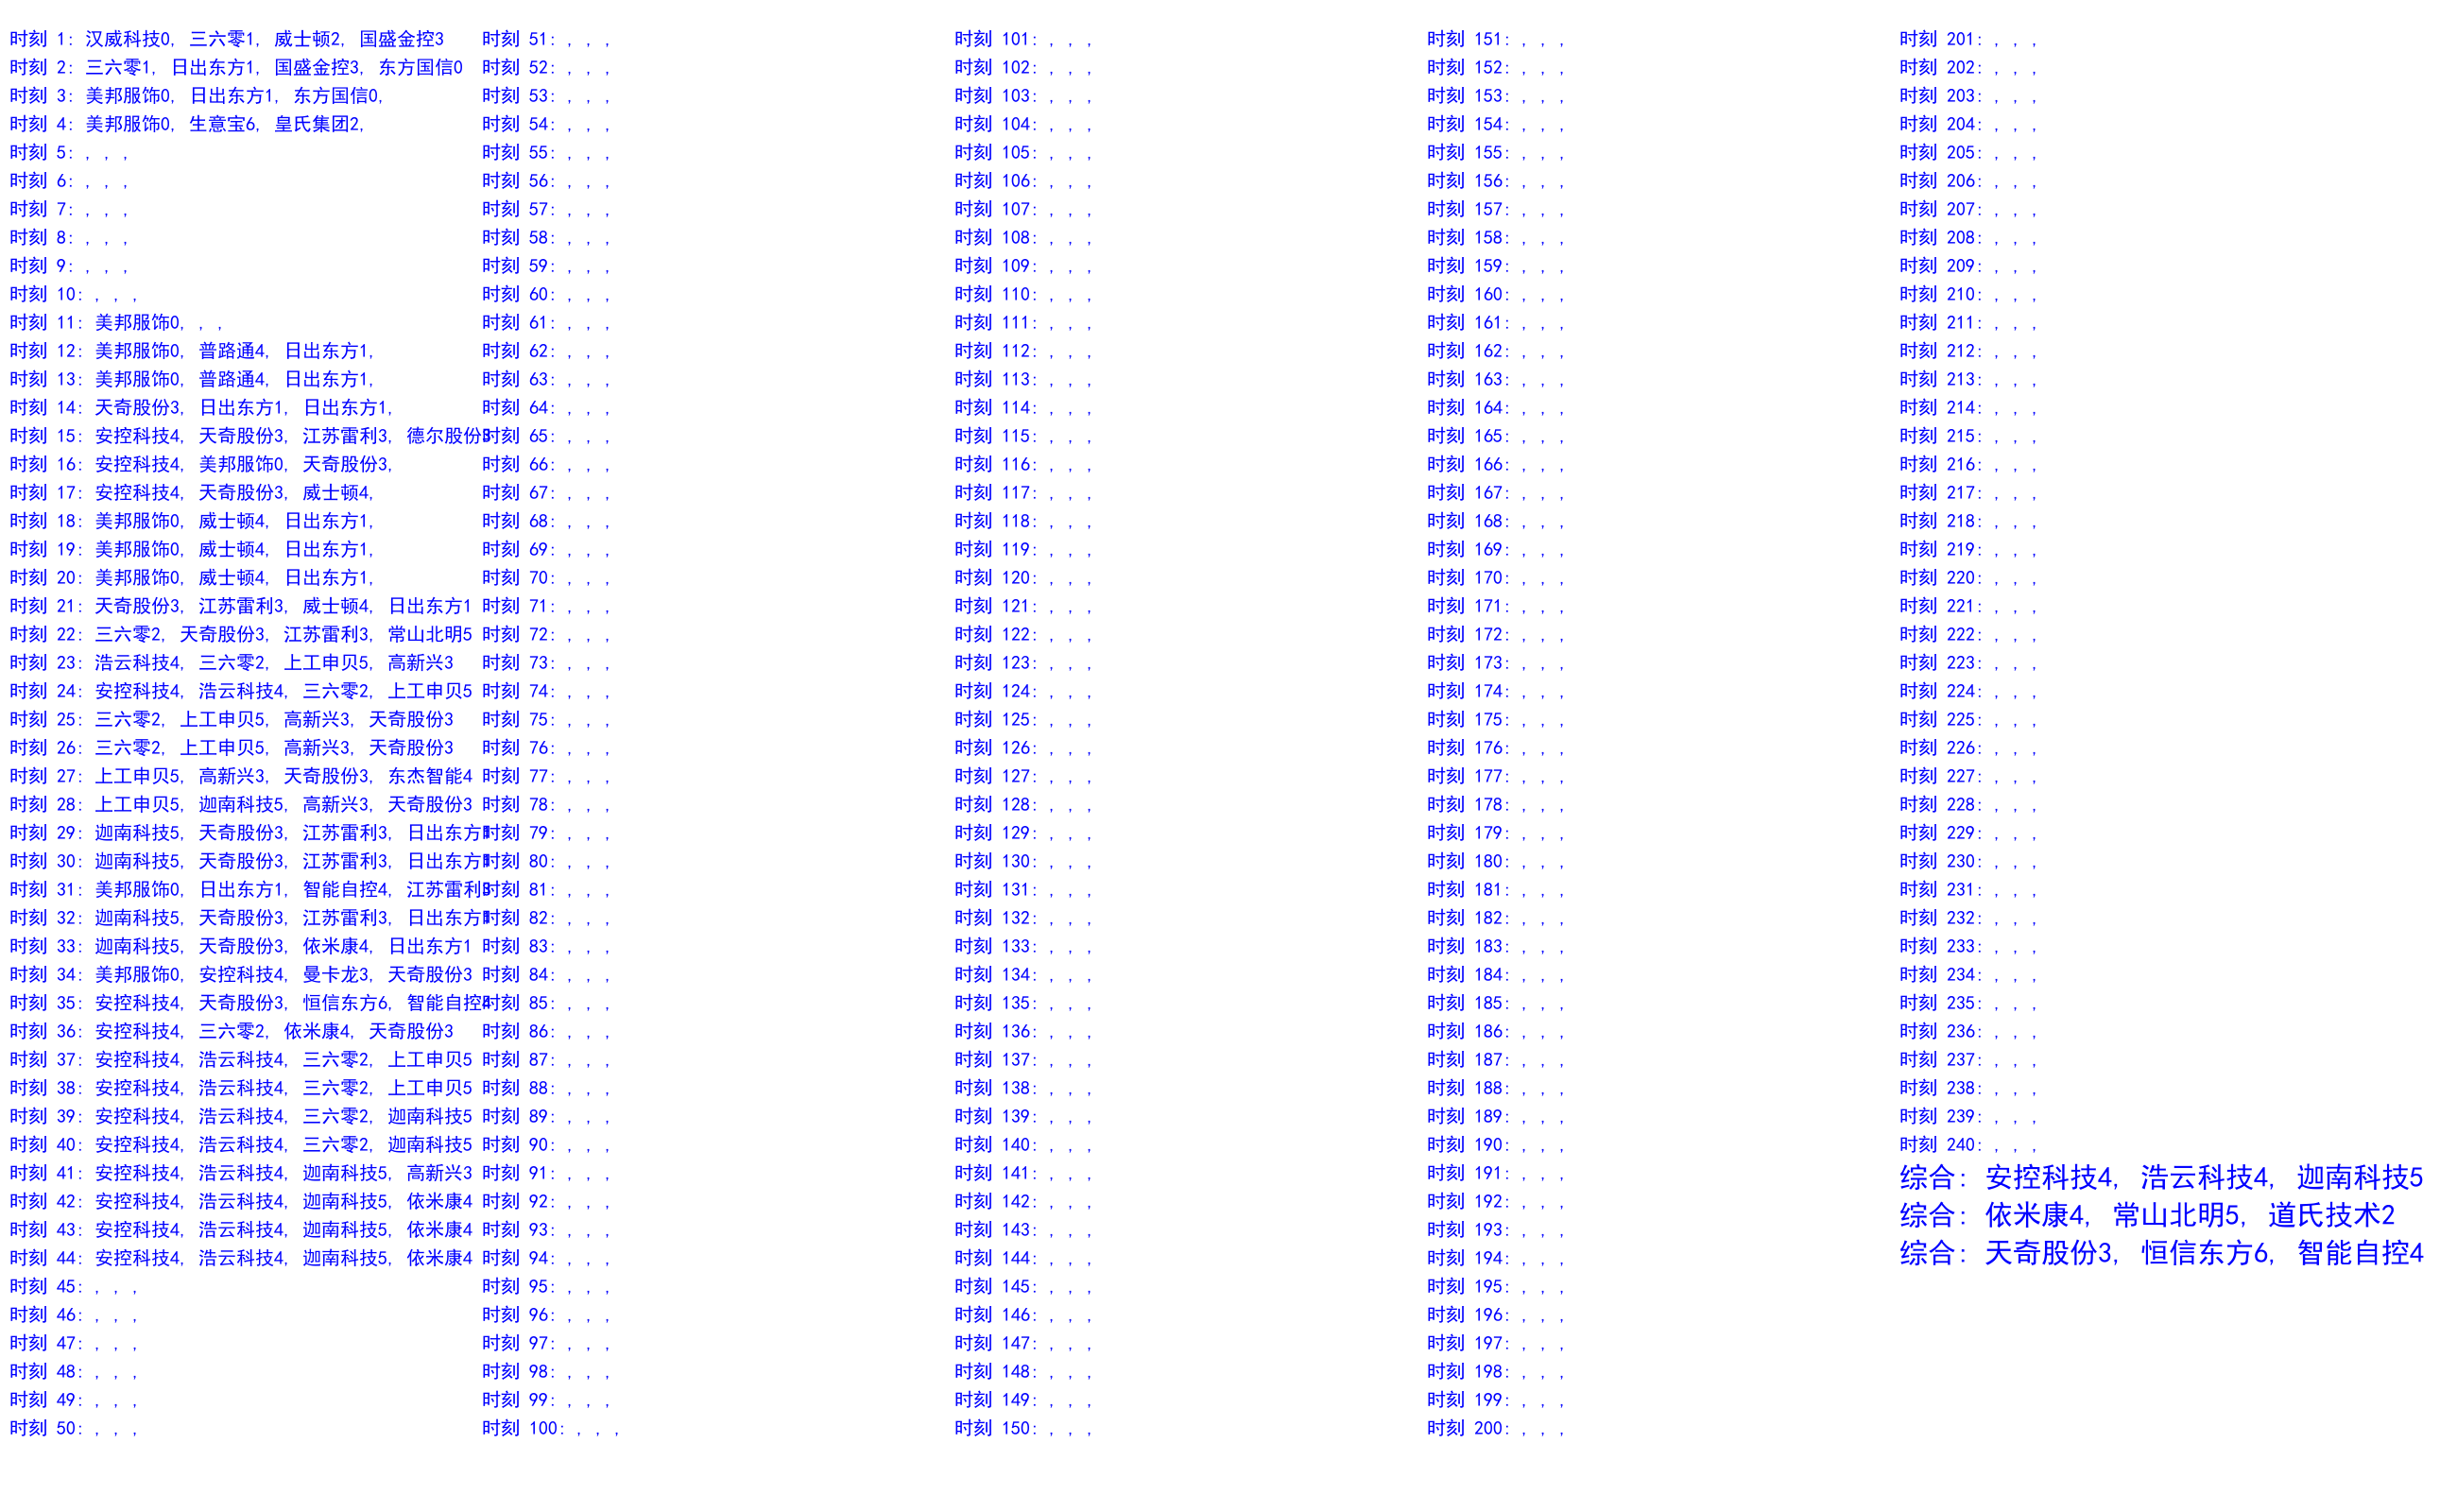 时刻 1: 汉威科技0, 三六零1, 威士顿2, 国盛金控3
时刻 2: 三六零1, 日出东方1, 国盛金控3, 东方国信0
时刻 3: 美邦服饰0, 日出东方1, 东方国信0,
时刻 4: 美邦服饰0, 生意宝6, 皇氏集团2,
时刻 5: , , ,
时刻 6: , , ,
时刻 7: , , ,
时刻 8: , , ,
时刻 9: , , ,
时刻 10: , , ,
时刻 11: 美邦服饰0, , ,
时刻 12: 美邦服饰0, 普路通4, 日出东方1,
时刻 13: 美邦服饰0, 普路通4, 日出东方1,
时刻 14: 天奇股份3, 日出东方1, 日出东方1,
时刻 15: 安控科技4, 天奇股份3, 江苏雷利3, 德尔股份3
时刻 16: 安控科技4, 美邦服饰0, 天奇股份3,
时刻 17: 安控科技4, 天奇股份3, 威士顿4,
时刻 18: 美邦服饰0, 威士顿4, 日出东方1,
时刻 19: 美邦服饰0, 威士顿4, 日出东方1,
时刻 20: 美邦服饰0, 威士顿4, 日出东方1,
时刻 21: 天奇股份3, 江苏雷利3, 威士顿4, 日出东方1
时刻 22: 三六零2, 天奇股份3, 江苏雷利3, 常山北明5
时刻 23: 浩云科技4, 三六零2, 上工申贝5, 高新兴3
时刻 24: 安控科技4, 浩云科技4, 三六零2, 上工申贝5
时刻 25: 三六零2, 上工申贝5, 高新兴3, 天奇股份3
时刻 26: 三六零2, 上工申贝5, 高新兴3, 天奇股份3
时刻 27: 上工申贝5, 高新兴3, 天奇股份3, 东杰智能4
时刻 28: 上工申贝5, 迦南科技5, 高新兴3, 天奇股份3
时刻 29: 迦南科技5, 天奇股份3, 江苏雷利3, 日出东方1
时刻 30: 迦南科技5, 天奇股份3, 江苏雷利3, 日出东方1
时刻 31: 美邦服饰0, 日出东方1, 智能自控4, 江苏雷利3
时刻 32: 迦南科技5, 天奇股份3, 江苏雷利3, 日出东方1
时刻 33: 迦南科技5, 天奇股份3, 依米康4, 日出东方1
时刻 34: 美邦服饰0, 安控科技4, 曼卡龙3, 天奇股份3
时刻 35: 安控科技4, 天奇股份3, 恒信东方6, 智能自控4
时刻 36: 安控科技4, 三六零2, 依米康4, 天奇股份3
时刻 37: 安控科技4, 浩云科技4, 三六零2, 上工申贝5
时刻 38: 安控科技4, 浩云科技4, 三六零2, 上工申贝5
时刻 39: 安控科技4, 浩云科技4, 三六零2, 迦南科技5
时刻 40: 安控科技4, 浩云科技4, 三六零2, 迦南科技5
时刻 41: 安控科技4, 浩云科技4, 迦南科技5, 高新兴3
时刻 42: 安控科技4, 浩云科技4, 迦南科技5, 依米康4
时刻 43: 安控科技4, 浩云科技4, 迦南科技5, 依米康4
时刻 44: 安控科技4, 浩云科技4, 迦南科技5, 依米康4
时刻 45: , , ,
时刻 46: , , ,
时刻 47: , , ,
时刻 48: , , ,
时刻 49: , , ,
时刻 50: , , ,
时刻 51: , , ,
时刻 52: , , ,
时刻 53: , , ,
时刻 54: , , ,
时刻 55: , , ,
时刻 56: , , ,
时刻 57: , , ,
时刻 58: , , ,
时刻 59: , , ,
时刻 60: , , ,
时刻 61: , , ,
时刻 62: , , ,
时刻 63: , , ,
时刻 64: , , ,
时刻 65: , , ,
时刻 66: , , ,
时刻 67: , , ,
时刻 68: , , ,
时刻 69: , , ,
时刻 70: , , ,
时刻 71: , , ,
时刻 72: , , ,
时刻 73: , , ,
时刻 74: , , ,
时刻 75: , , ,
时刻 76: , , ,
时刻 77: , , ,
时刻 78: , , ,
时刻 79: , , ,
时刻 80: , , ,
时刻 81: , , ,
时刻 82: , , ,
时刻 83: , , ,
时刻 84: , , ,
时刻 85: , , ,
时刻 86: , , ,
时刻 87: , , ,
时刻 88: , , ,
时刻 89: , , ,
时刻 90: , , ,
时刻 91: , , ,
时刻 92: , , ,
时刻 93: , , ,
时刻 94: , , ,
时刻 95: , , ,
时刻 96: , , ,
时刻 97: , , ,
时刻 98: , , ,
时刻 99: , , ,
时刻 100: , , ,
时刻 101: , , ,
时刻 102: , , ,
时刻 103: , , ,
时刻 104: , , ,
时刻 105: , , ,
时刻 106: , , ,
时刻 107: , , ,
时刻 108: , , ,
时刻 109: , , ,
时刻 110: , , ,
时刻 111: , , ,
时刻 112: , , ,
时刻 113: , , ,
时刻 114: , , ,
时刻 115: , , ,
时刻 116: , , ,
时刻 117: , , ,
时刻 118: , , ,
时刻 119: , , ,
时刻 120: , , ,
时刻 121: , , ,
时刻 122: , , ,
时刻 123: , , ,
时刻 124: , , ,
时刻 125: , , ,
时刻 126: , , ,
时刻 127: , , ,
时刻 128: , , ,
时刻 129: , , ,
时刻 130: , , ,
时刻 131: , , ,
时刻 132: , , ,
时刻 133: , , ,
时刻 134: , , ,
时刻 135: , , ,
时刻 136: , , ,
时刻 137: , , ,
时刻 138: , , ,
时刻 139: , , ,
时刻 140: , , ,
时刻 141: , , ,
时刻 142: , , ,
时刻 143: , , ,
时刻 144: , , ,
时刻 145: , , ,
时刻 146: , , ,
时刻 147: , , ,
时刻 148: , , ,
时刻 149: , , ,
时刻 150: , , ,
时刻 151: , , ,
时刻 152: , , ,
时刻 153: , , ,
时刻 154: , , ,
时刻 155: , , ,
时刻 156: , , ,
时刻 157: , , ,
时刻 158: , , ,
时刻 159: , , ,
时刻 160: , , ,
时刻 161: , , ,
时刻 162: , , ,
时刻 163: , , ,
时刻 164: , , ,
时刻 165: , , ,
时刻 166: , , ,
时刻 167: , , ,
时刻 168: , , ,
时刻 169: , , ,
时刻 170: , , ,
时刻 171: , , ,
时刻 172: , , ,
时刻 173: , , ,
时刻 174: , , ,
时刻 175: , , ,
时刻 176: , , ,
时刻 177: , , ,
时刻 178: , , ,
时刻 179: , , ,
时刻 180: , , ,
时刻 181: , , ,
时刻 182: , , ,
时刻 183: , , ,
时刻 184: , , ,
时刻 185: , , ,
时刻 186: , , ,
时刻 187: , , ,
时刻 188: , , ,
时刻 189: , , ,
时刻 190: , , ,
时刻 191: , , ,
时刻 192: , , ,
时刻 193: , , ,
时刻 194: , , ,
时刻 195: , , ,
时刻 196: , , ,
时刻 197: , , ,
时刻 198: , , ,
时刻 199: , , ,
时刻 200: , , ,
时刻 201: , , ,
时刻 202: , , ,
时刻 203: , , ,
时刻 204: , , ,
时刻 205: , , ,
时刻 206: , , ,
时刻 207: , , ,
时刻 208: , , ,
时刻 209: , , ,
时刻 210: , , ,
时刻 211: , , ,
时刻 212: , , ,
时刻 213: , , ,
时刻 214: , , ,
时刻 215: , , ,
时刻 216: , , ,
时刻 217: , , ,
时刻 218: , , ,
时刻 219: , , ,
时刻 220: , , ,
时刻 221: , , ,
时刻 222: , , ,
时刻 223: , , ,
时刻 224: , , ,
时刻 225: , , ,
时刻 226: , , ,
时刻 227: , , ,
时刻 228: , , ,
时刻 229: , , ,
时刻 230: , , ,
时刻 231: , , ,
时刻 232: , , ,
时刻 233: , , ,
时刻 234: , , ,
时刻 235: , , ,
时刻 236: , , ,
时刻 237: , , ,
时刻 238: , , ,
时刻 239: , , ,
时刻 240: , , ,
综合: 安控科技4, 浩云科技4, 迦南科技5
综合: 依米康4, 常山北明5, 道氏技术2
综合: 天奇股份3, 恒信东方6, 智能自控4